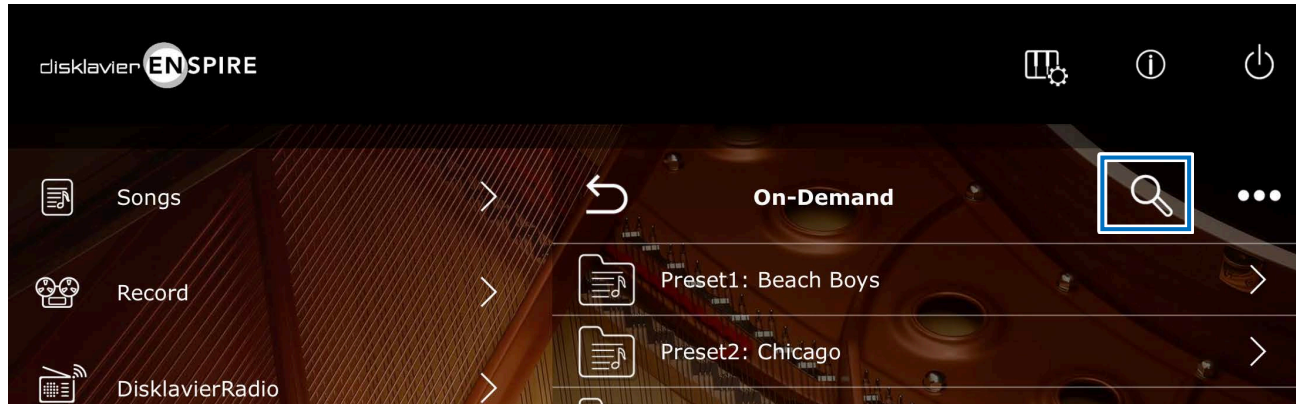 disklavier ENSPIRE
Songs
On-Demand
Record
Preset1: Beach Boys
Preset2: Chicago
DisklavierRadio